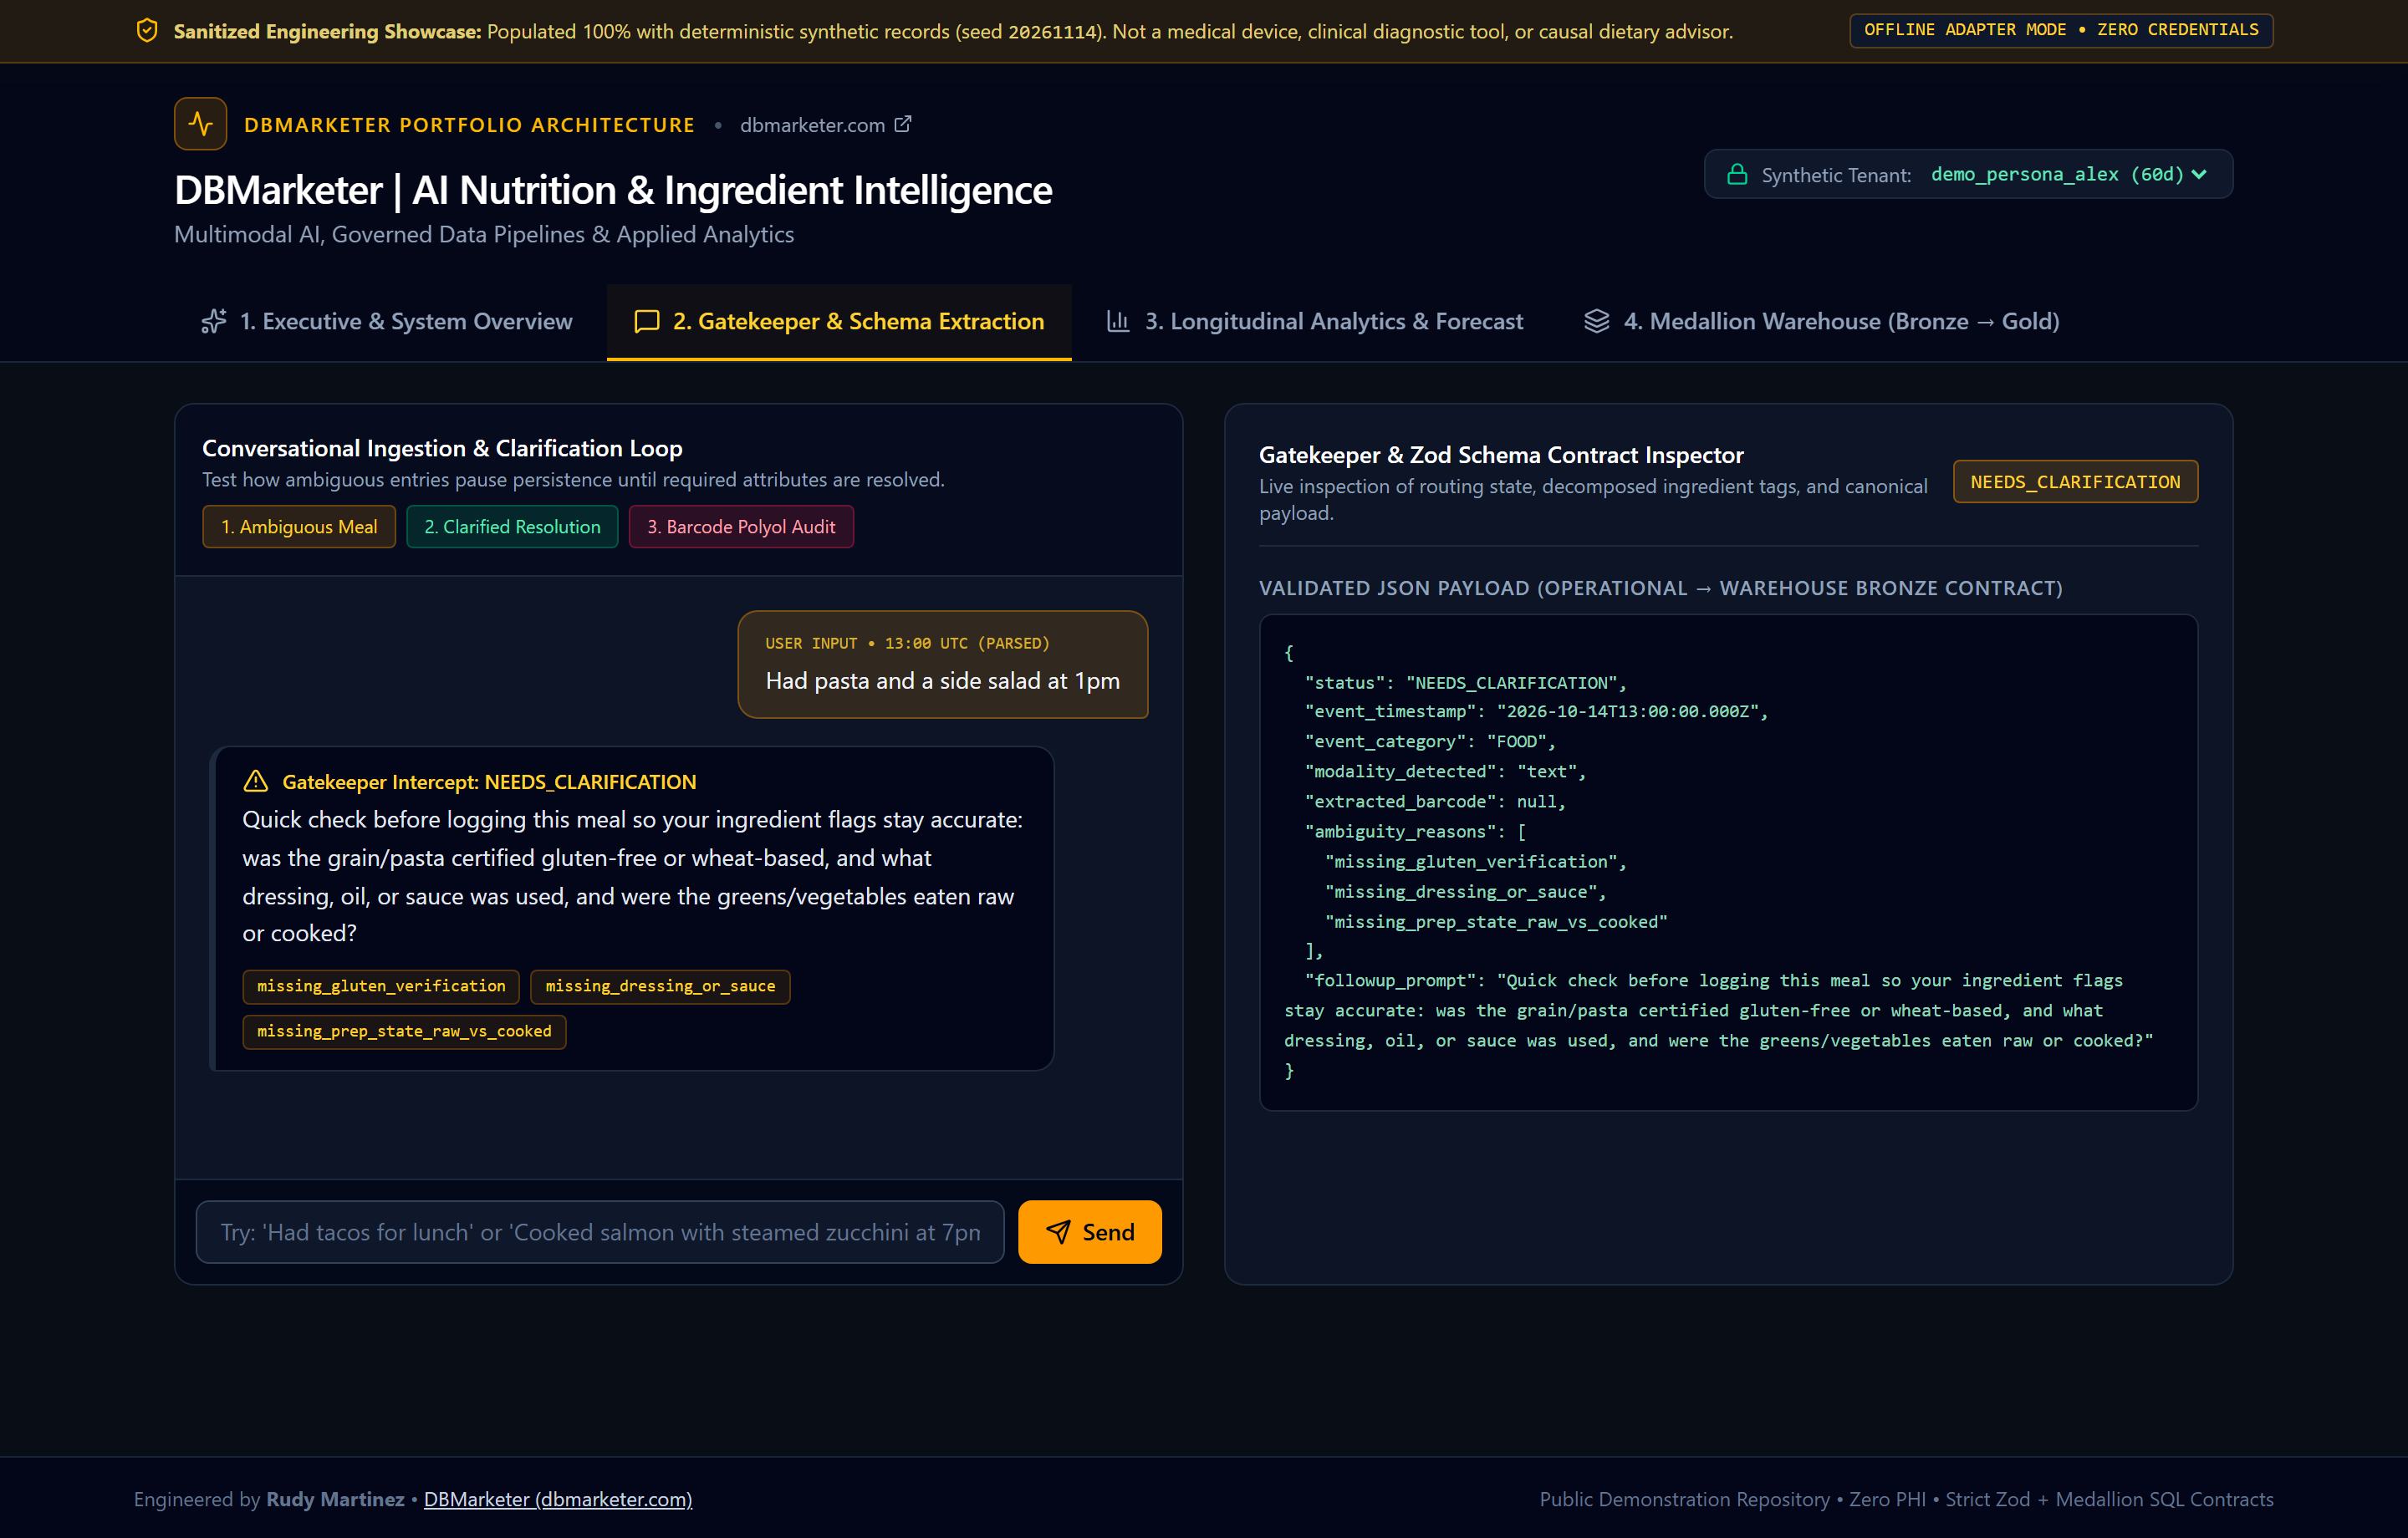 Sanitized Engineering Showcase: Populated 100% with deterministic synthetic records (seed 20261114). Not a medical device, clinical diagnostic tool, or causal dietary advisor.
OFFLINE ADAPTER MODE • ZERO CREDENTIALS
DBMARKETER PORTFOLIO ARCHITECTURE • dbmarketer.com
DBMarketer | AI Nutrition & Ingredient Intelligence
Multimodal AI, Governed Data Pipelines & Applied Analytics
Synthetic Tenant: demo_persona_alex (60d)
1. Executive & System Overview
2. Gatekeeper & Schema Extraction
3. Longitudinal Analytics & Forecast
4. Medallion Warehouse (Bronze → Gold)
Conversational Ingestion & Clarification Loop
Test how ambiguous entries pause persistence until required attributes are resolved.
1. Ambiguous Meal
2. Clarified Resolution
3. Barcode Polyol Audit
USER INPUT • 13:00 UTC (PARSED)
Had pasta and a side salad at 1pm
Gatekeeper Intercept: NEEDS_CLARIFICATION
Quick check before logging this meal so your ingredient flags stay accurate:
was the grain/pasta certified gluten-free or wheat-based, and what
dressing, oil, or sauce was used, and were the greens/vegetables eaten raw
or cooked?
missing_gluten_verification
missing_dressing_or_sauce
missing_prep_state_raw_vs_cooked
Try: 'Had tacos for lunch' or 'Cooked salmon with steamed zucchini at 7pn
Send
Gatekeeper & Zod Schema Contract Inspector
Live inspection of routing state, decomposed ingredient tags, and canonical
payload.
NEEDS_CLARIFICATION
VALIDATED JSON PAYLOAD (OPERATIONAL → WAREHOUSE BRONZE CONTRACT)
{
"status": "NEEDS_CLARIFICATION",
"event_timestamp": "2026-10-14T13:00:00.000Z",
"event_category": "FOOD",
"modality_detected": "text",
"extracted_barcode": null,
"ambiguity_reasons": [
"missing_gluten_verification",
"missing_dressing_or_sauce",
"missing_prep_state_raw_vs_cooked"
],
"followup_prompt": "Quick check before logging this meal so your ingredient flags
stay accurate: was the grain/pasta certified gluten-free or wheat-based, and what
dressing, oil, or sauce was used, and were the greens/vegetables eaten raw or cooked?"
}
Engineered by Rudy Martinez • DBMarketer (dbmarketer.com)
Public Demonstration Repository • Zero PHI • Strict Zod + Medallion SQL Contracts